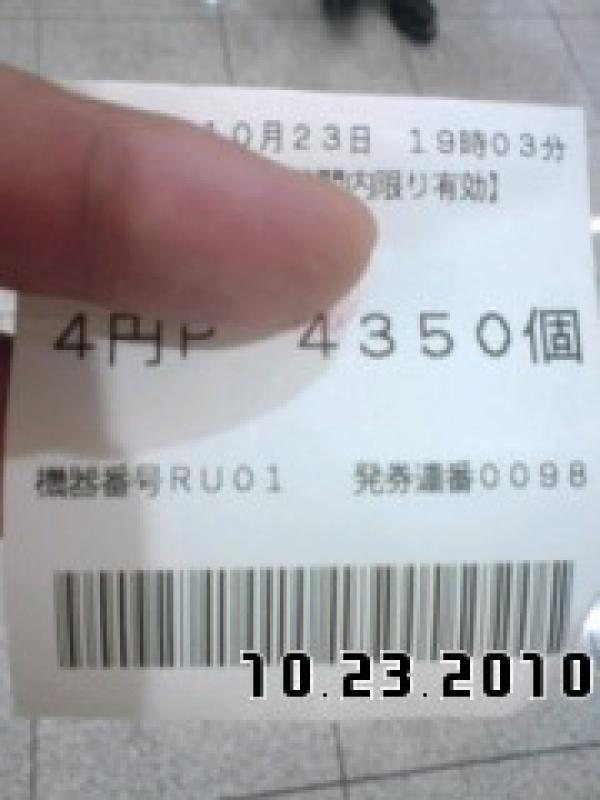 10月23日 19時03分
内限り有効】
4円P 4350個
機器番号RU01 発券連番0098
10.23.2010